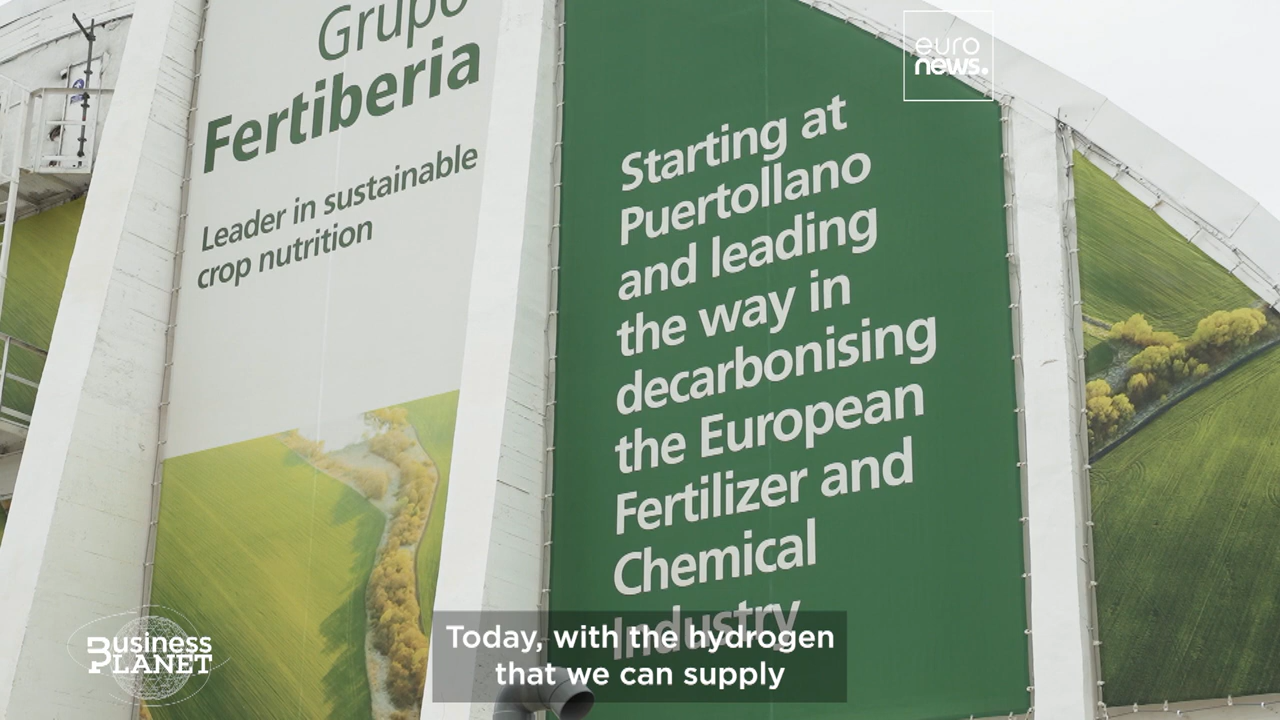 Grupo
Fertiberia
Leader in sustainable
crop nutrition
euro
news.
Starting at
Puertollano
and leading
the way in
decarbonising
the European
Fertilizer and
Chemical
Industry
Business
PLANET
Today, with the hydrogen
that we can supply